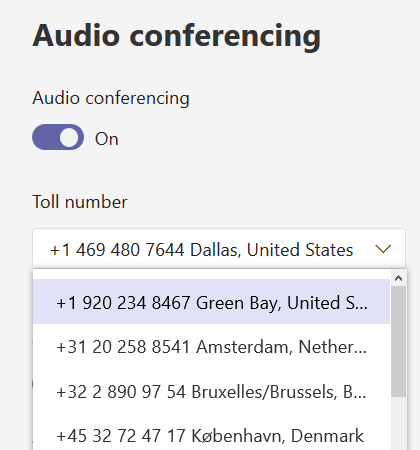 Audio conferencing
Audio conferencing
On
Toll number
+1 469 480 7644 Dallas, United States
+1 920 234 8467 Green Bay, United S...
+31 20 258 8541 Amsterdam, Nether...
+32 2 890 97 54 Bruxelles/Brussels, B...
+45 32 72 47 17 København, Denmark